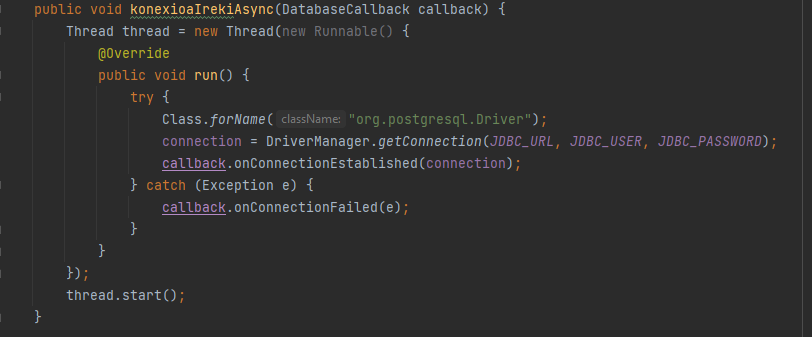 public void konexioaIrekiAsync(DatabaseCallback callback) {
Thread thread = new Thread(new Runnable() {
@Override
public void run() {
try {
Class.forName( className: "org.postgresql.Driver");
connection = DriverManager.getConnection(JDBC_URL, JDBC_USER, JDBC_PASSWORD);
callback.onConnectionEstablished(connection);
} catch (Exception e) {
callback.onConnectionFailed(e);
}
}
});
thread.start();
}